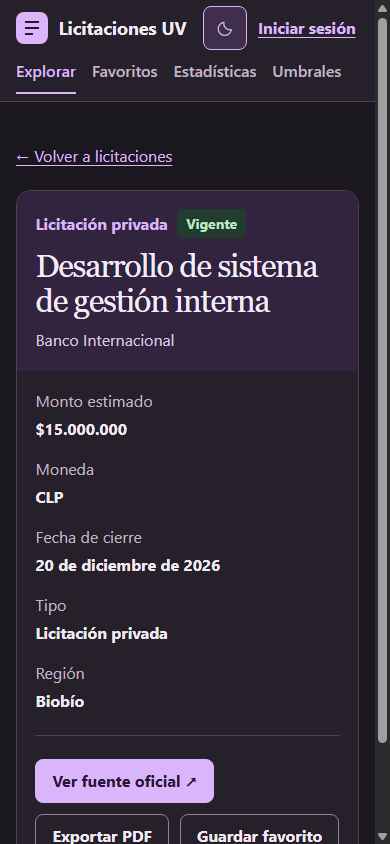 Licitaciones UV
Iniciar sesión
Explorar Favoritos Estadísticas Umbrales
← Volver a licitaciones
Licitación privada Vigente
Desarrollo de sistema
de gestión interna
Banco Internacional
Monto estimado
$15.000.000
Moneda
CLP
Fecha de cierre
20 de diciembre de 2026
Tipo
Licitación privada
Región
Biobío
Ver fuente oficial ↗
Exportar PDF Guardar favorito